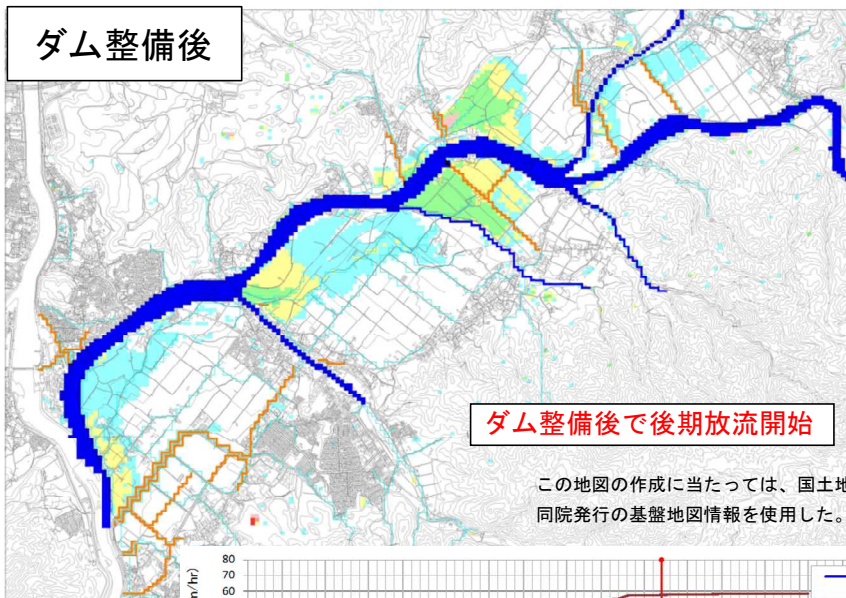 ダム整備後
ダム整備後で後期放流開始
この地図の作成に当たっては、国土地
同院発行の基盤地図情報を使用した。
80
70
60